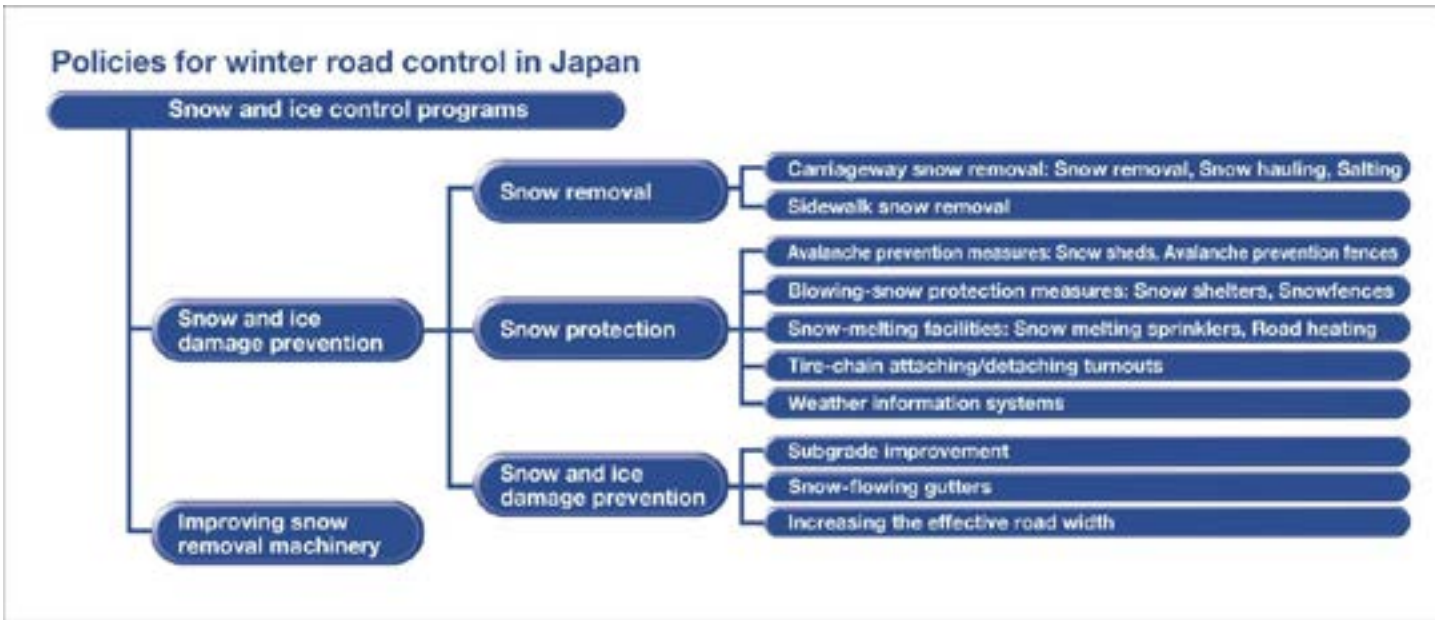 Policies for winter road control in Japan
Snow and ice control programs
Snow and ice
damage prevention
Improving snow
removal machinery
Snow removal
Snow protection
Snow and ice
damage prevention
Carriageway snow removal: Snow removal, Snow hauling, Salting
Sidewalk snow removal
Avalanche prevention measures: Snow sheds, Avalanche prevention fences
Blowing-snow protection measures: Snow shelters, Snowfences
Snow-melting facilities: Snow melting sprinklers, Road heating
Tire-chain attaching/detaching turnouts
Weather information systems
Subgrade improvement
Snow-flowing gutters
Increasing the effective road width